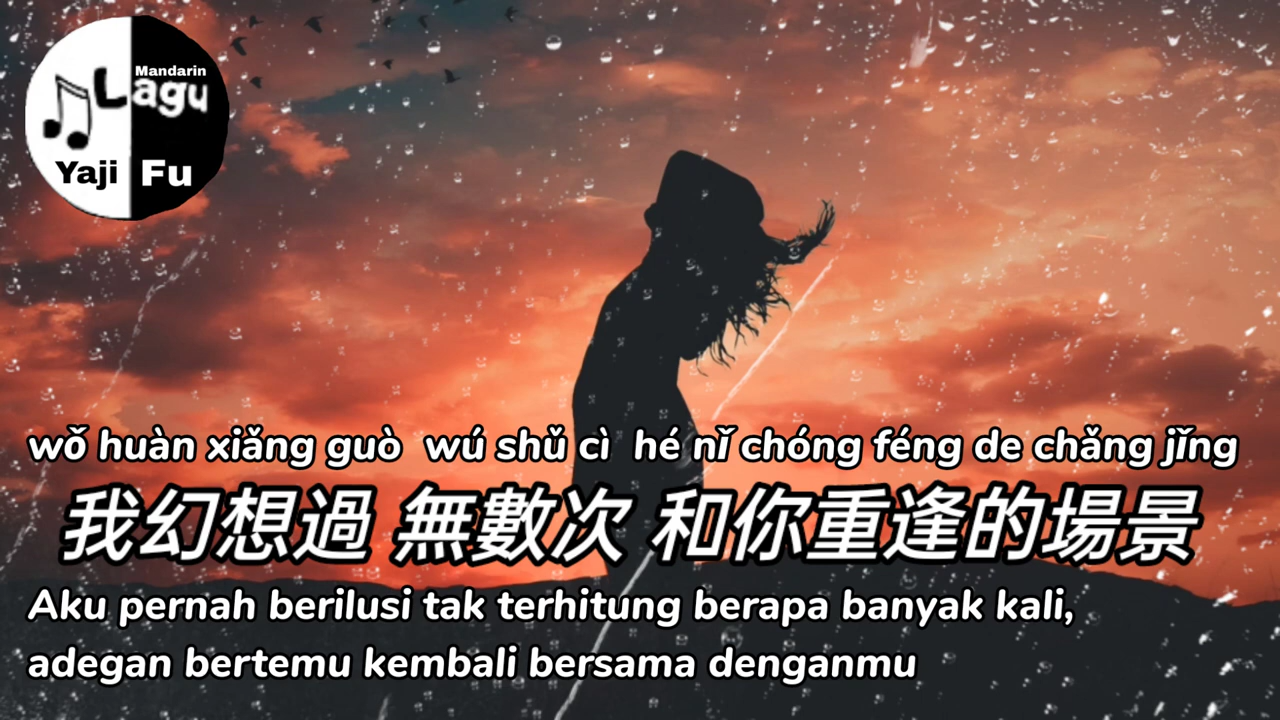 Mandarin
Lagu
Yaji Fu
wǒ huàn xiǎng guò wú shǔ cì hé nǐ chóng féng de chǎng jǐng
我幻想過 無數次 和你重逢的場景
Aku pernah berilusi tak terhitung berapa banyak kali,
adegan bertemu kembali bersama denganmu